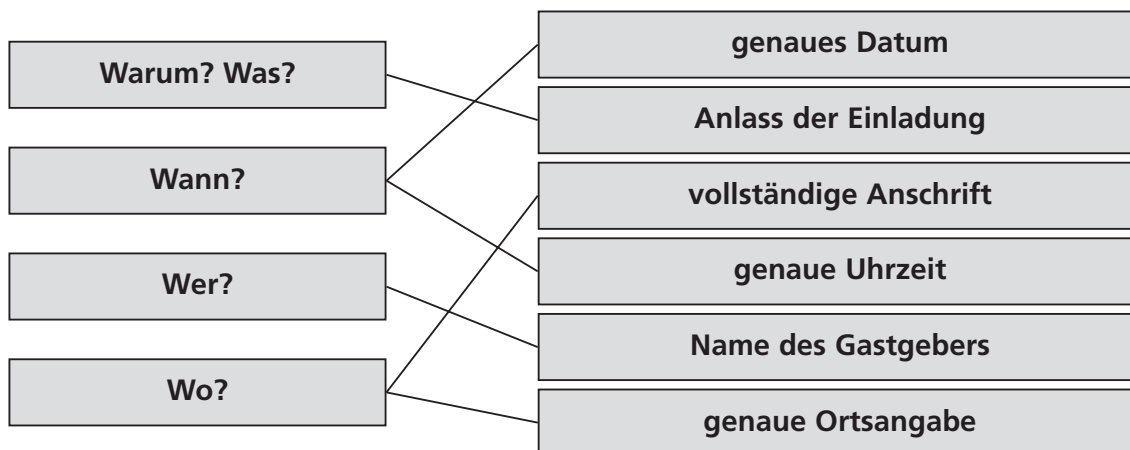 Warum? Was?
Wann?
Wer?
Wo?
genaues Datum
Anlass der Einladung
vollständige Anschrift
genaue Uhrzeit
Name des Gastgebers
genaue Ortsangabe